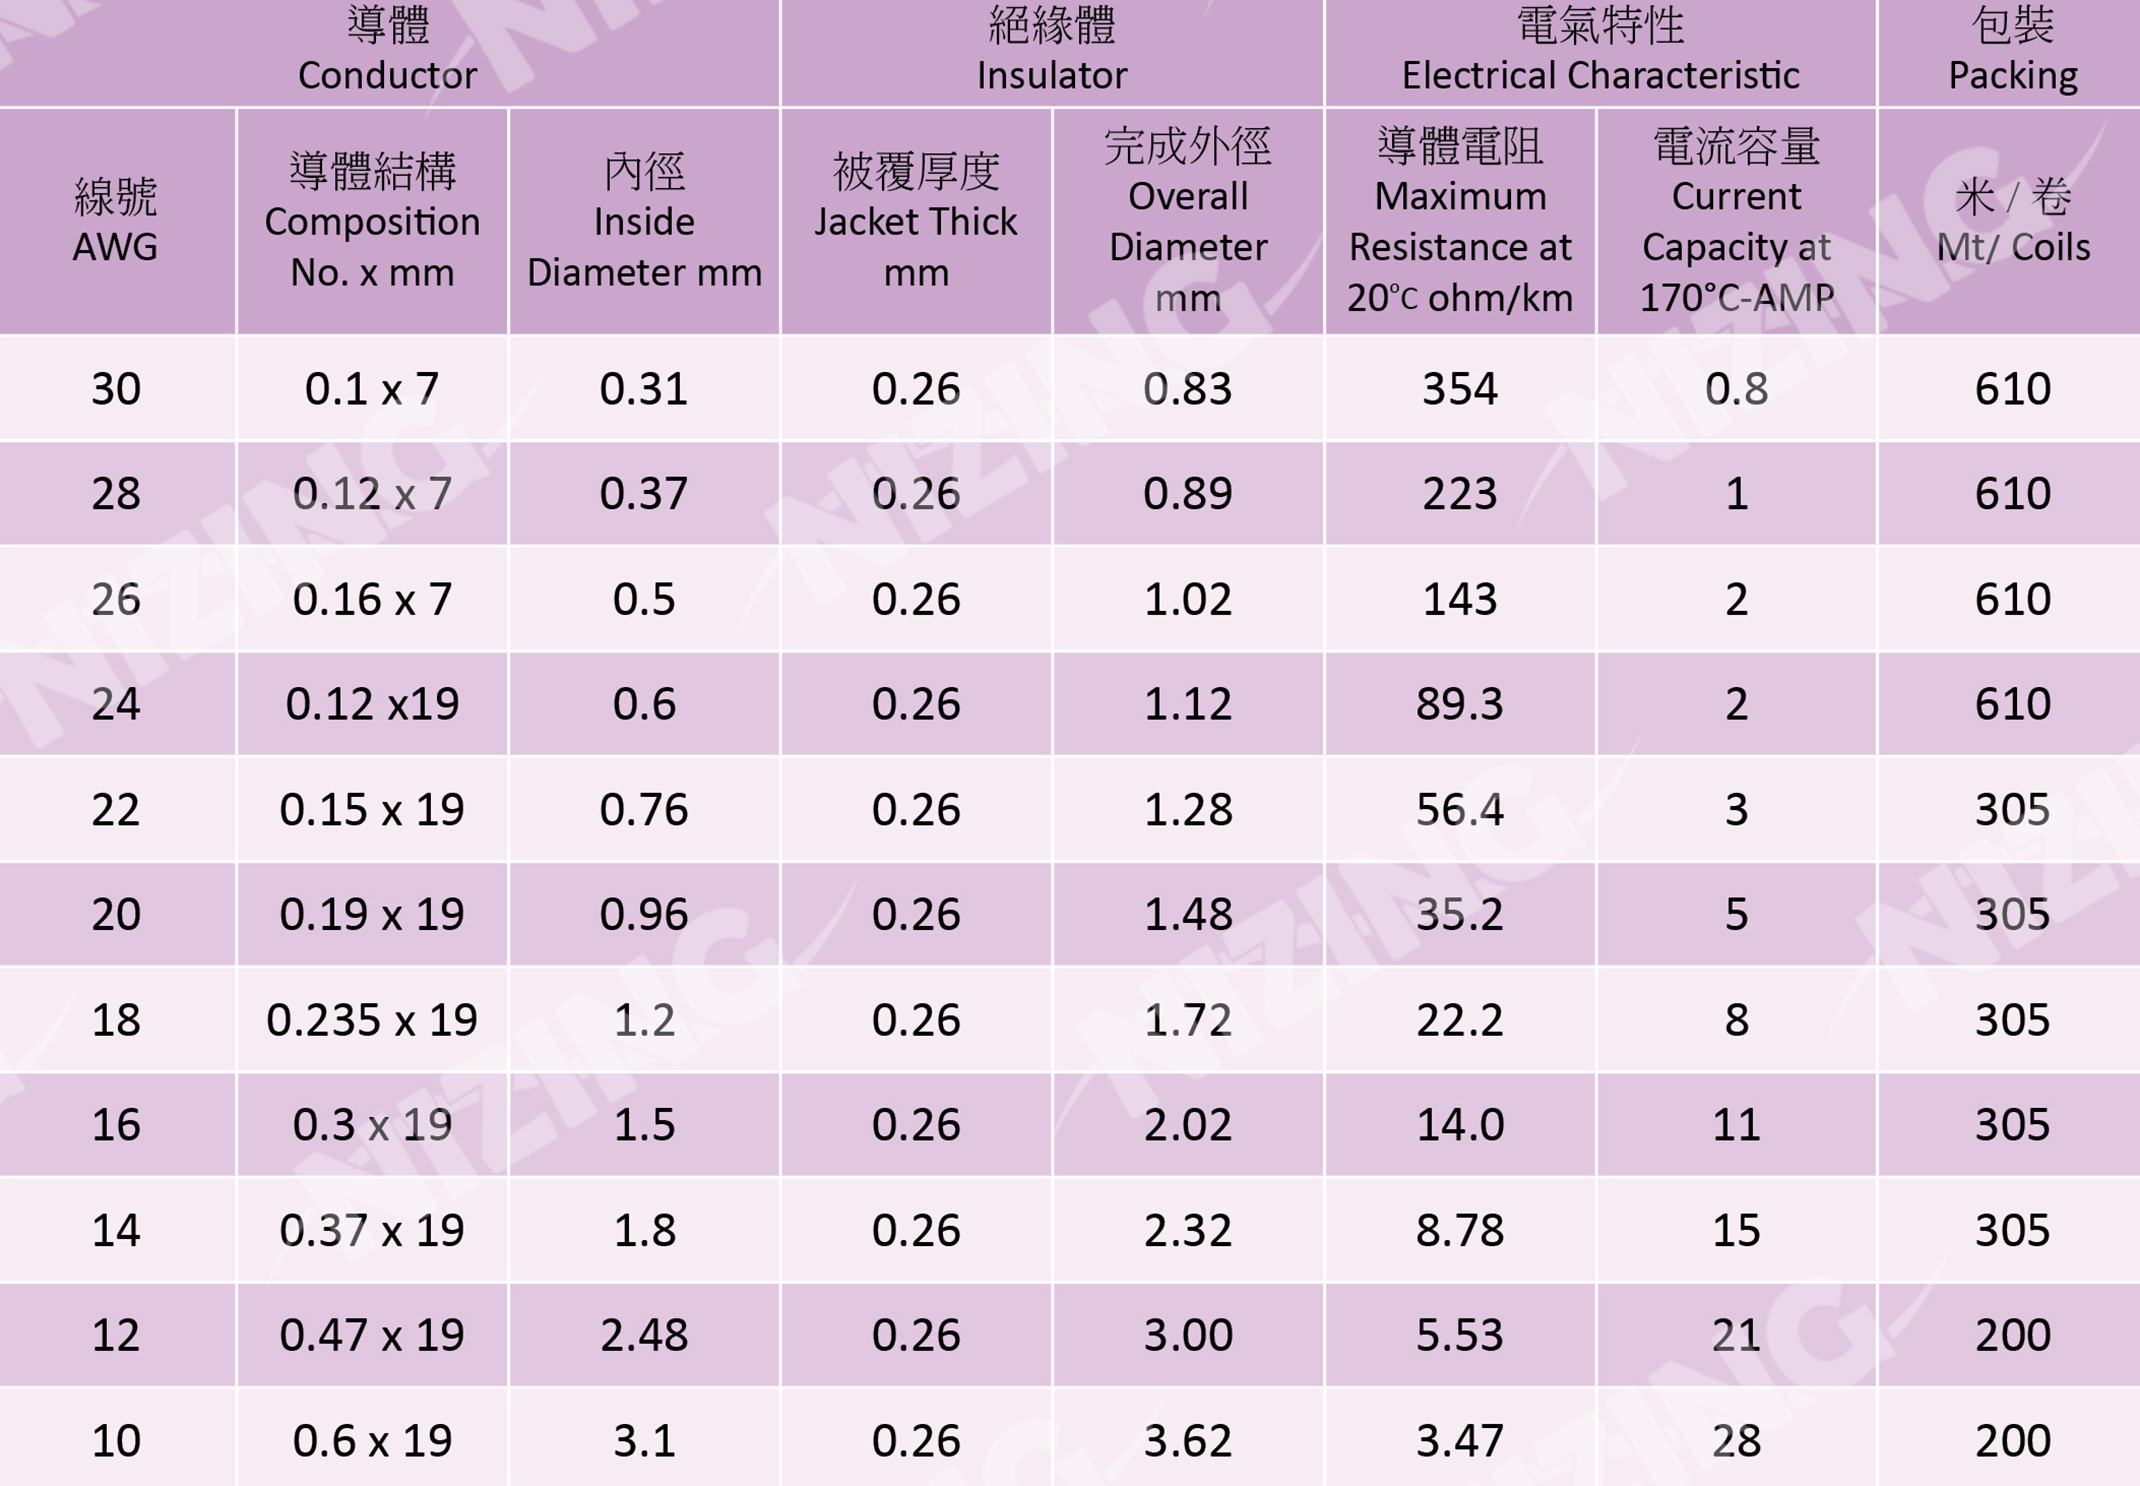 導體
Conductor
絕緣體
Insulator
電氣特性
Electrical Characteristic
包裝
Packing
線號
AWG
導體結構
Composition
No. x mm
內徑
Inside
Diameter mm
被覆厚度
Jacket Thick
mm
完成外徑
Overall
Diameter
mm
導體電阻
Maximum
Resistance at
20°C ohm/km
電流容量
Current
Capacity at
170°C-AMP
米 / 卷
Mt/ Coils
30 0.1 x 7 0.31 0.26 0.83 354 0.8 610
28 0.12 x 7 0.37 0.26 0.89 223 1 610
26 0.16 x 7 0.5 0.26 1.02 143 2 610
24 0.12 x19 0.6 0.26 1.12 89.3 2 610
22 0.15 x 19 0.76 0.26 1.28 56.4 3 305
20 0.19 x 19 0.96 0.26 1.48 35.2 5 305
18 0.235 x 19 1.2 0.26 1.72 22.2 8 305
16 0.3 x 19 1.5 0.26 2.02 14.0 11 305
14 0.37 x 19 1.8 0.26 2.32 8.78 15 305
12 0.47 x 19 2.48 0.26 3.00 5.53 21 200
10 0.6 x 19 3.1 0.26 3.62 3.47 28 200
NIZING
NIZING
NIZING
NIZING
NIZING
NIZING
NIZING
NIZING